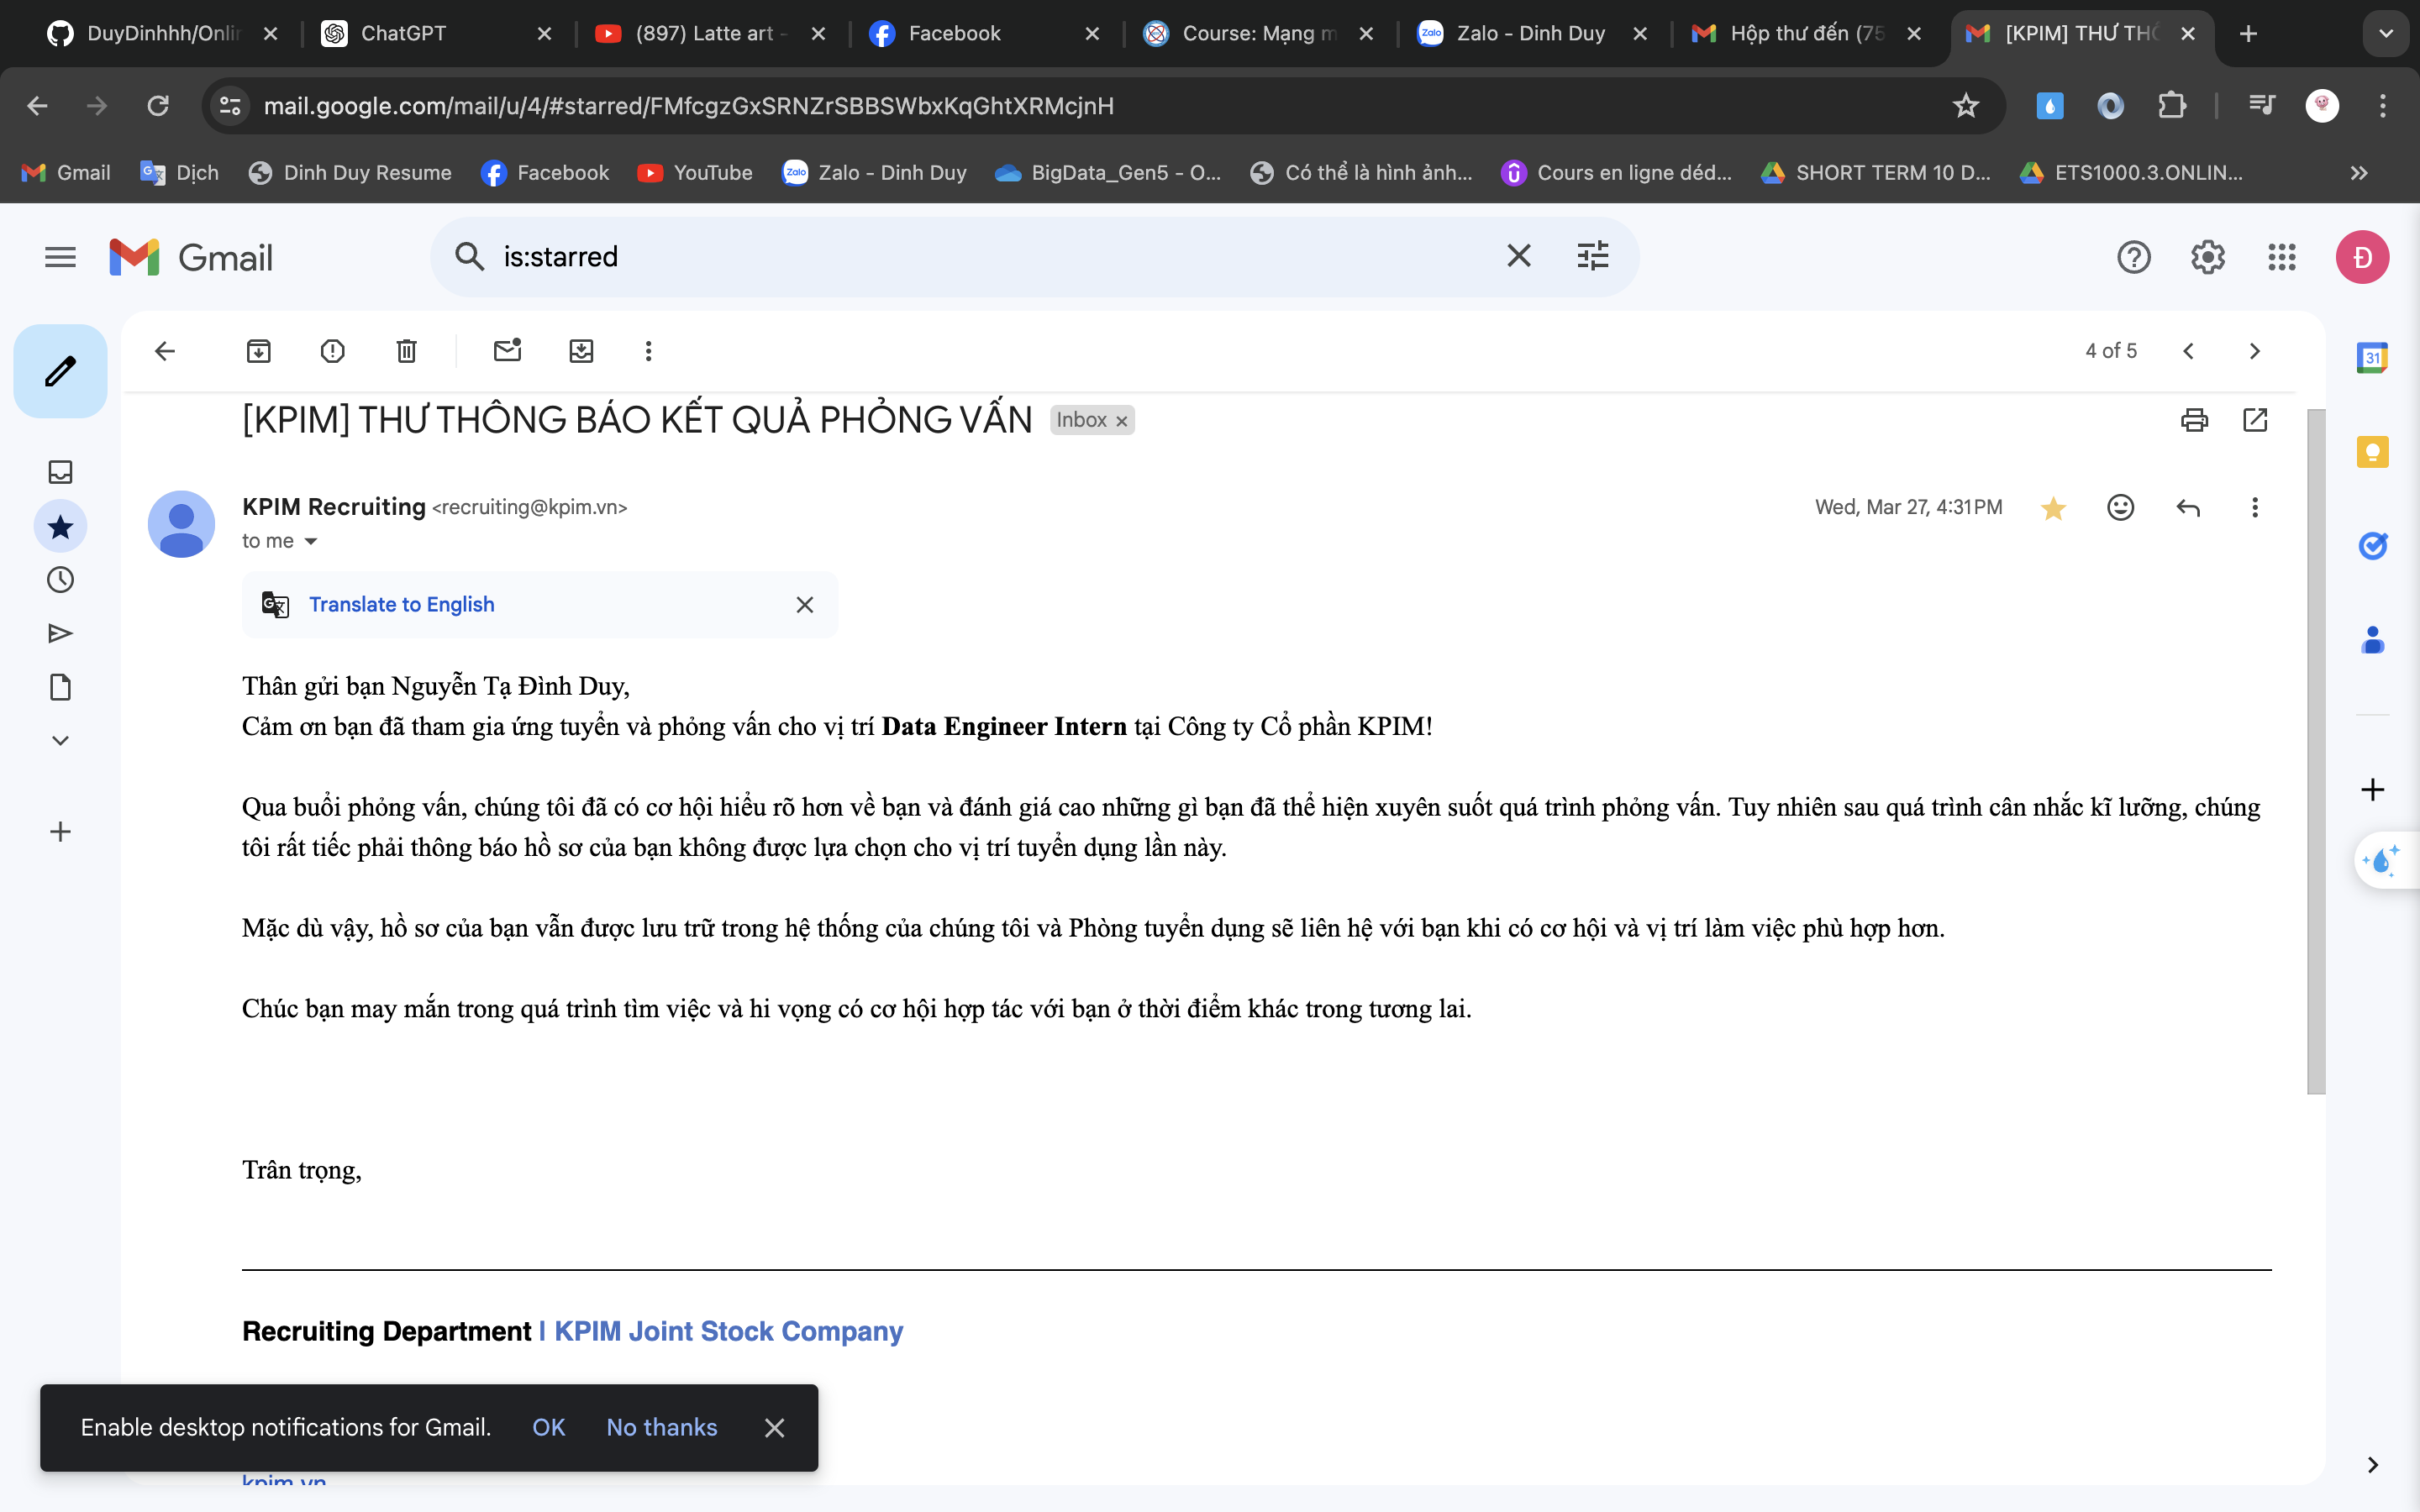 DuyDinhhh/Onlin
ChatGPT
(897) Latte art -
Facebook
Course: Mạng m
Zalo - Dinh Duy
Hộp thư đến (75
[KPIM] THƯ THÔ
mail.google.com/mail/u/4/#starred/FMfcgzGxSRNZrSBBSWbxKqGhtXRMcjnH
Gmail
Dịch
Dinh Duy Resume
Facebook
YouTube
Zalo - Dinh Duy
BigData_Gen5 - O...
Có thể là hình ảnh...
Cours en ligne déd...
SHORT TERM 10 D...
ETS1000.3.ONLIN...
Gmail
is:starred
Đ
4 of 5
31
[KPIM] THƯ THÔNG BÁO KẾT QUẢ PHỎNG VẤN
Inbox
KPIM Recruiting <recruiting@kpim.vn>
Wed, Mar 27, 4:31 PM
to me
Translate to English
Thân gửi bạn Nguyễn Tạ Đình Duy,
Cảm ơn bạn đã tham gia ứng tuyển và phỏng vấn cho vị trí Data Engineer Intern tại Công ty Cổ phần KPIM!
Qua buổi phỏng vấn, chúng tôi đã có cơ hội hiểu rõ hơn về bạn và đánh giá cao những gì bạn đã thể hiện xuyên suốt quá trình phỏng vấn. Tuy nhiên sau quá trình cân nhắc kĩ lưỡng, chúng
tôi rất tiếc phải thông báo hồ sơ của bạn không được lựa chọn cho vị trí tuyển dụng lần này.
Mặc dù vậy, hồ sơ của bạn vẫn được lưu trữ trong hệ thống của chúng tôi và Phòng tuyển dụng sẽ liên hệ với bạn khi có cơ hội và vị trí làm việc phù hợp hơn.
Chúc bạn may mắn trong quá trình tìm việc và hi vọng có cơ hội hợp tác với bạn ở thời điểm khác trong tương lai.
Trân trọng,
Recruiting Department | KPIM Joint Stock Company
Enable desktop notifications for Gmail.
OK
No thanks
kpim.vn